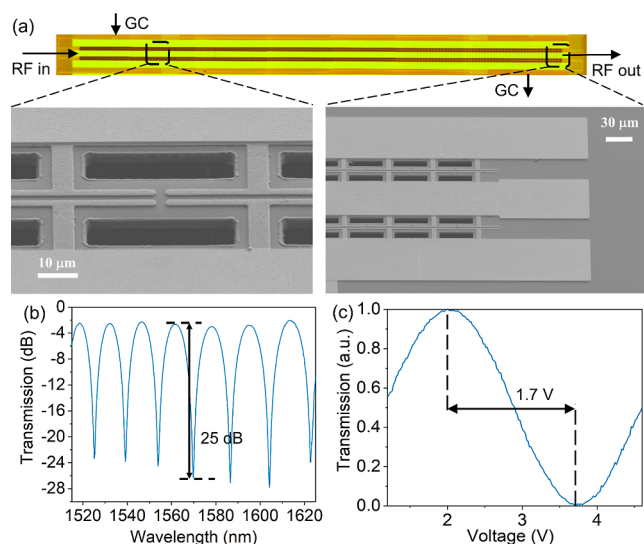 (a)
GC
RF in
RF out
GC
30 μm
10 μm
(b)
0
-4
-8
-12
-16
-20
-24
-28
Transmission (dB)
25 dB
1520 1540 1560 1580 1600 1620
Wavelength (nm)
(c)
1.0
0.8
0.6
0.4
0.2
0.0
Transmission (a.u.)
1.7 V
2 3 4
Voltage (V)